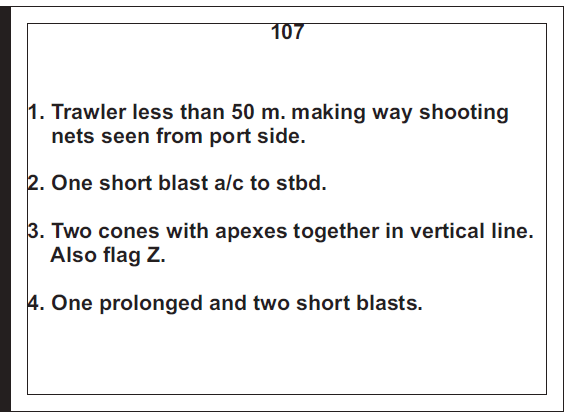 107
1. Trawler less than 50 m. making way shooting
nets seen from port side.
2. One short blast a/c to stbd.
3. Two cones with apexes together in vertical line.
Also flag Z.
4. One prolonged and two short blasts.